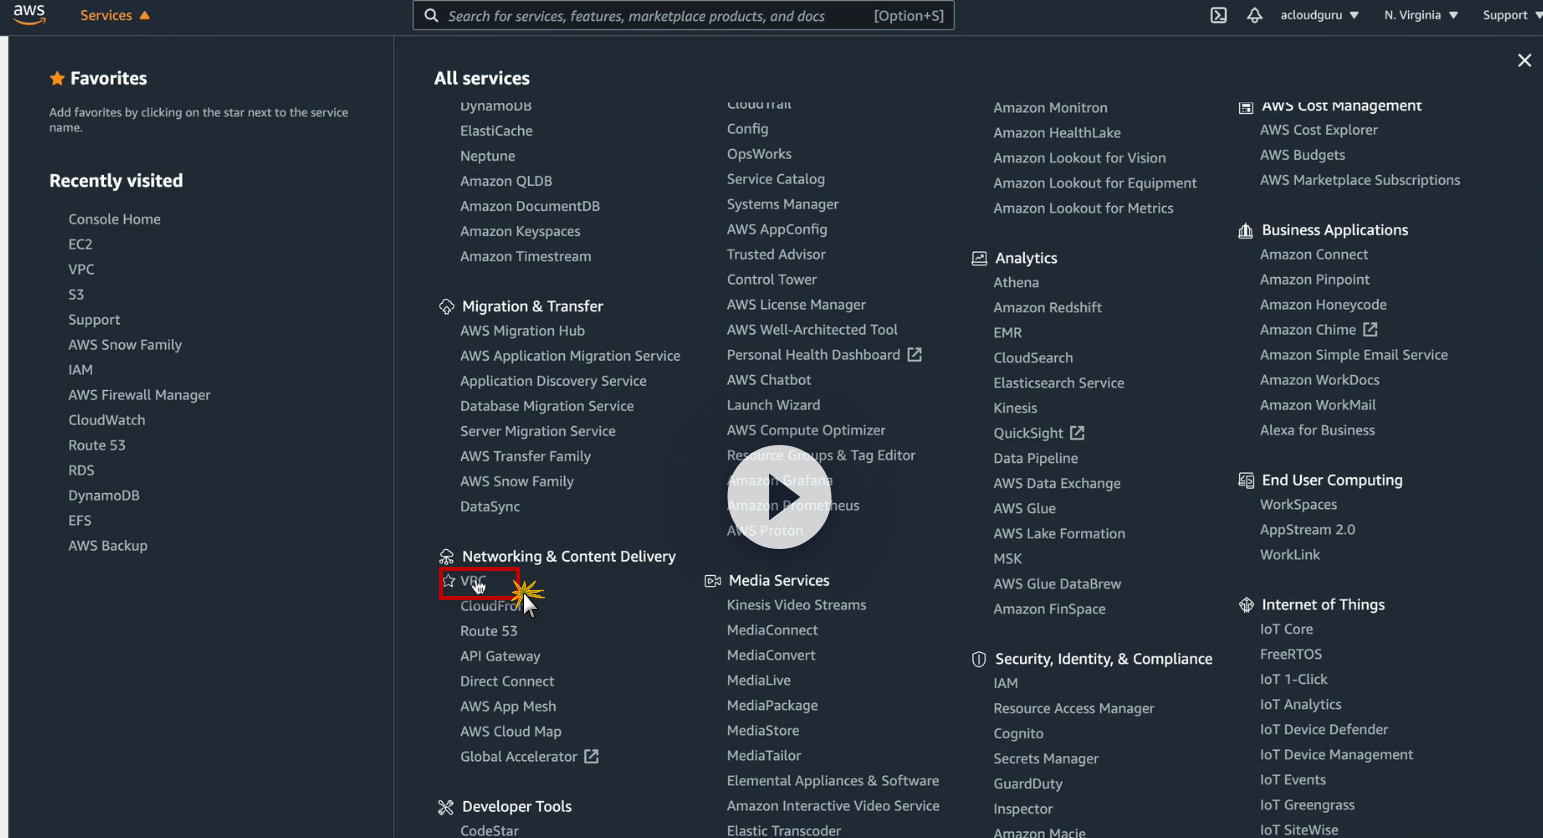 aws
Services
Search for services, features, marketplace products, and docs
[Option+S]
acloudguru
N. Virginia
Support
Favorites
Add favorites by clicking on the star next to the service
name.
Recently visited
Console Home
EC2
VPC
S3
Support
AWS Snow Family
IAM
AWS Firewall Manager
CloudWatch
Route 53
RDS
DynamoDB
EFS
AWS Backup
All services
DynamoDB
ElastiCache
Neptune
Amazon QLDB
Amazon DocumentDB
Amazon Keyspaces
Amazon Timestream
Migration & Transfer
AWS Migration Hub
AWS Application Migration Service
Application Discovery Service
Database Migration Service
Server Migration Service
AWS Transfer Family
AWS Snow Family
DataSync
Networking & Content Delivery
VPC
CloudFront
Route 53
API Gateway
Direct Connect
AWS App Mesh
AWS Cloud Map
Global Accelerator
Developer Tools
CodeStar
CloudTrail
Config
OpsWorks
Service Catalog
Systems Manager
AWS AppConfig
Trusted Advisor
Control Tower
AWS License Manager
AWS Well-Architected Tool
Personal Health Dashboard
AWS Chatbot
Launch Wizard
AWS Compute Optimizer
Resource Groups & Tag Editor
Amazon Grafana
Amazon Prometheus
AWS Proton
Media Services
Kinesis Video Streams
MediaConnect
MediaConvert
MediaLive
MediaPackage
MediaStore
MediaTailor
Elemental Appliances & Software
Amazon Interactive Video Service
Elastic Transcoder
Amazon Monitron
Amazon HealthLake
Amazon Lookout for Vision
Amazon Lookout for Equipment
Amazon Lookout for Metrics
Analytics
Athena
Amazon Redshift
EMR
CloudSearch
Elasticsearch Service
Kinesis
QuickSight
Data Pipeline
AWS Data Exchange
AWS Glue
AWS Lake Formation
MSK
AWS Glue DataBrew
Amazon FinSpace
Security, Identity, & Compliance
IAM
Resource Access Manager
Cognito
Secrets Manager
GuardDuty
Inspector
Amazon Macie
AWS Cost Management
AWS Cost Explorer
AWS Budgets
AWS Marketplace Subscriptions
Business Applications
Amazon Connect
Amazon Pinpoint
Amazon Honeycode
Amazon Chime
Amazon Simple Email Service
Amazon WorkDocs
Amazon WorkMail
Alexa for Business
End User Computing
WorkSpaces
AppStream 2.0
WorkLink
Internet of Things
IoT Core
FreeRTOS
IoT 1-Click
IoT Analytics
IoT Device Defender
IoT Device Management
IoT Events
IoT Greengrass
IoT SiteWise